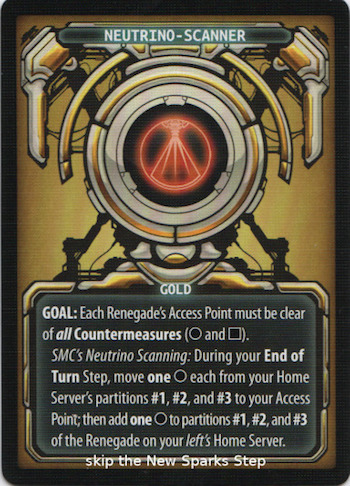 NEUTRINO-SCANNER
GOLD
GOAL: Each Renegade's Access Point must be clear
of all Countermeasures (○ and □).
SMC's Neutrino Scanning: During your End of
Turn Step, move one ○ each from your Home
Server's partitions #1, #2, and #3 to your Access
Point; then add one ○ to partitions #1, #2, and #3
of the Renegade on your left's Home Server.
skip the New Sparks Step